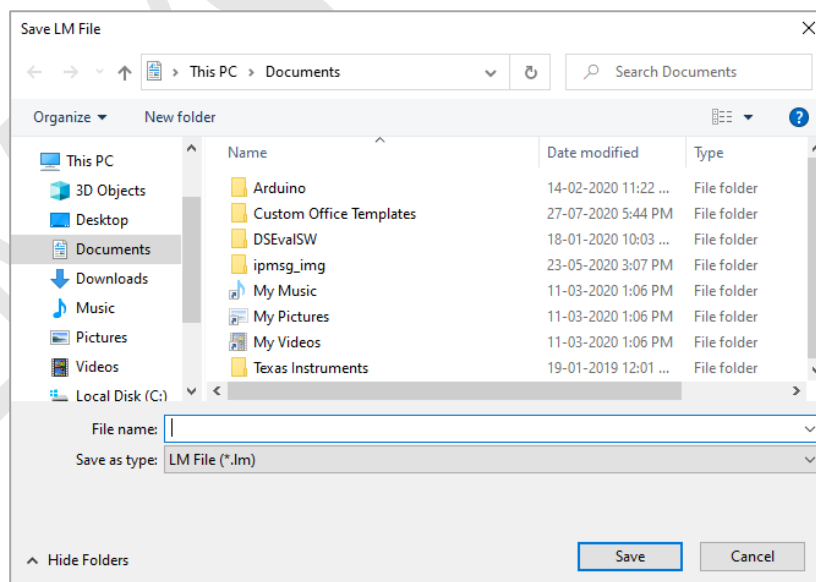 Save LM File
This PC > Documents
Search Documents
Organize
New folder
?
This PC
3D Objects
Desktop
Documents
Downloads
Music
Pictures
Videos
Local Disk (C:)
Name Date modified Type
Arduino 14-02-2020 11:22 ... File folder
Custom Office Templates 27-07-2020 5:44 PM File folder
DSEvalSW 18-01-2020 10:03 ... File folder
ipmsg_img 23-05-2020 3:07 PM File folder
My Music 11-03-2020 1:06 PM File folder
My Pictures 11-03-2020 1:06 PM File folder
My Videos 11-03-2020 1:06 PM File folder
Texas Instruments 19-01-2019 12:01 ... File folder
File name:
Save as type: LM File (*.lm)
Hide Folders
Save
Cancel